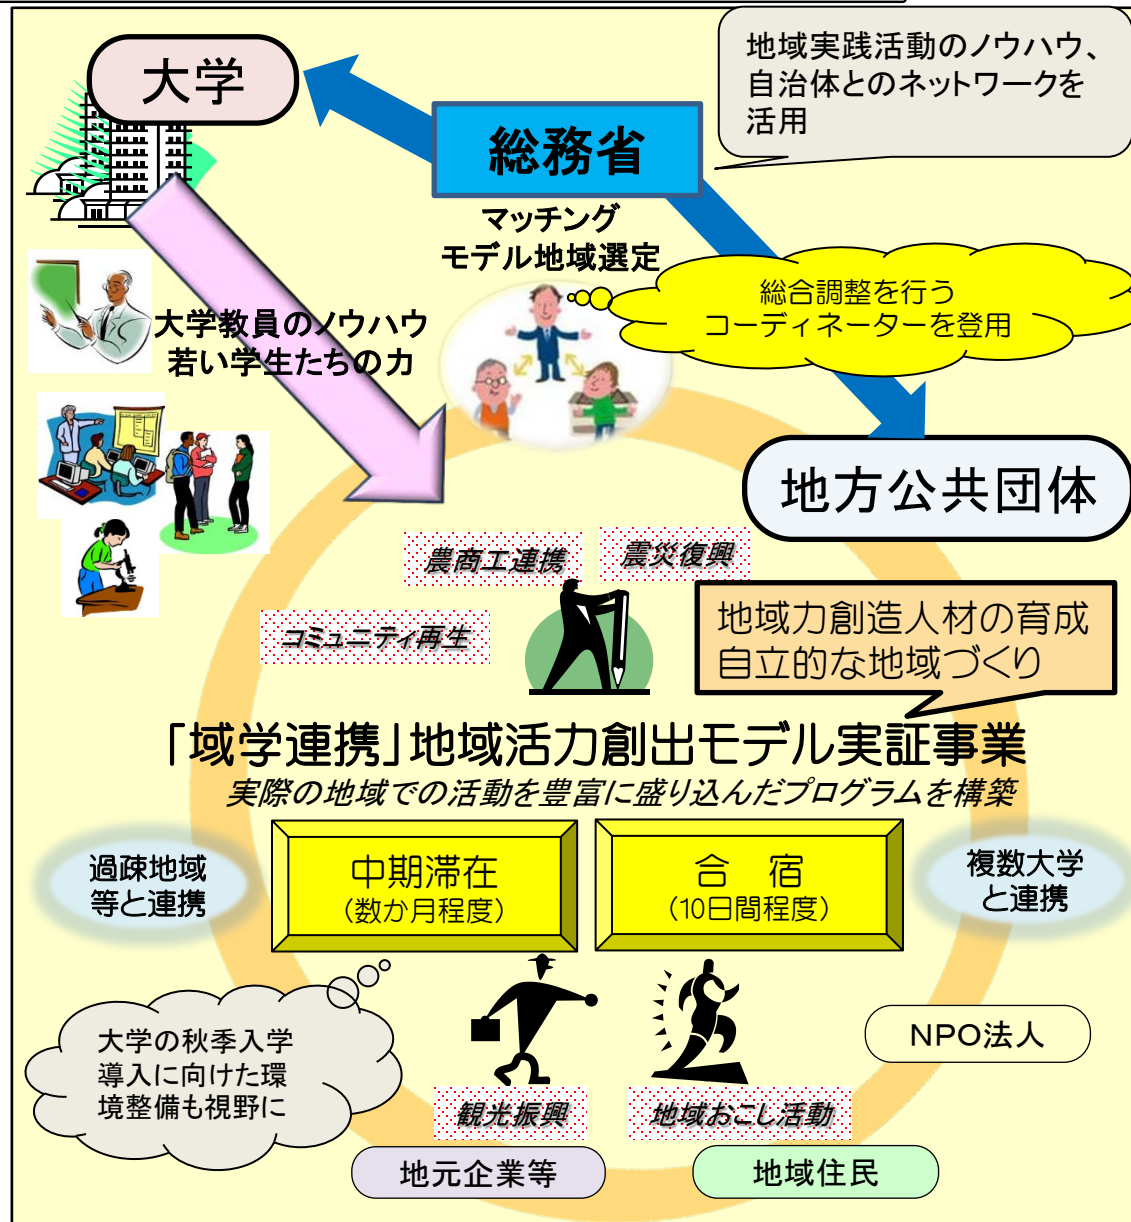 大学
総務省
地域実践活動のノウハウ、
自治体とのネットワークを
活用
マッチング
モデル地域選定
総合調整を行う
コーディネーターを登用
大学教員のノウハウ
若い学生たちの力
地方公共団体
農商工連携
震災復興
コミュニティ再生
地域力創造人材の育成
自立的な地域づくり
「域学連携」地域活力創出モデル実証事業
実際の地域での活動を豊富に盛り込んだプログラムを構築
過疎地域
等と連携
中期滞在
(数か月程度)
合　宿
(10日間程度)
複数大学
と連携
大学の秋季入学
導入に向けた環
境整備も視野に
NPO法人
観光振興
地域おこし活動
地元企業等
地域住民